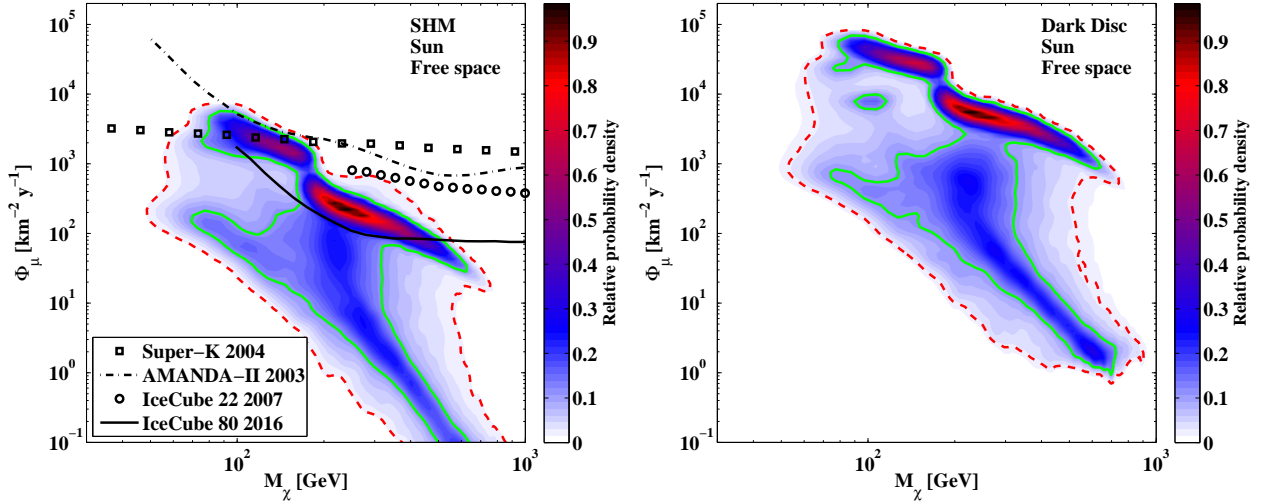 SHM
Sun
Free space
10^5
10^4
10^3
10^2
10^1
10^0
10^-1
Φ_μ [km^-2 y^-1]
Super-K 2004
AMANDA-II 2003
IceCube 22 2007
IceCube 80 2016
10^2
10^3
M_χ [GeV]
0.9
0.8
0.7
0.6
0.5
0.4
0.3
0.2
0.1
0
Relative probability density
Dark Disc
Sun
Free space
10^5
10^4
10^3
10^2
10^1
10^0
10^-1
Φ_μ [km^-2 y^-1]
10^2
10^3
M_χ [GeV]
0.9
0.8
0.7
0.6
0.5
0.4
0.3
0.2
0.1
0
Relative probability density